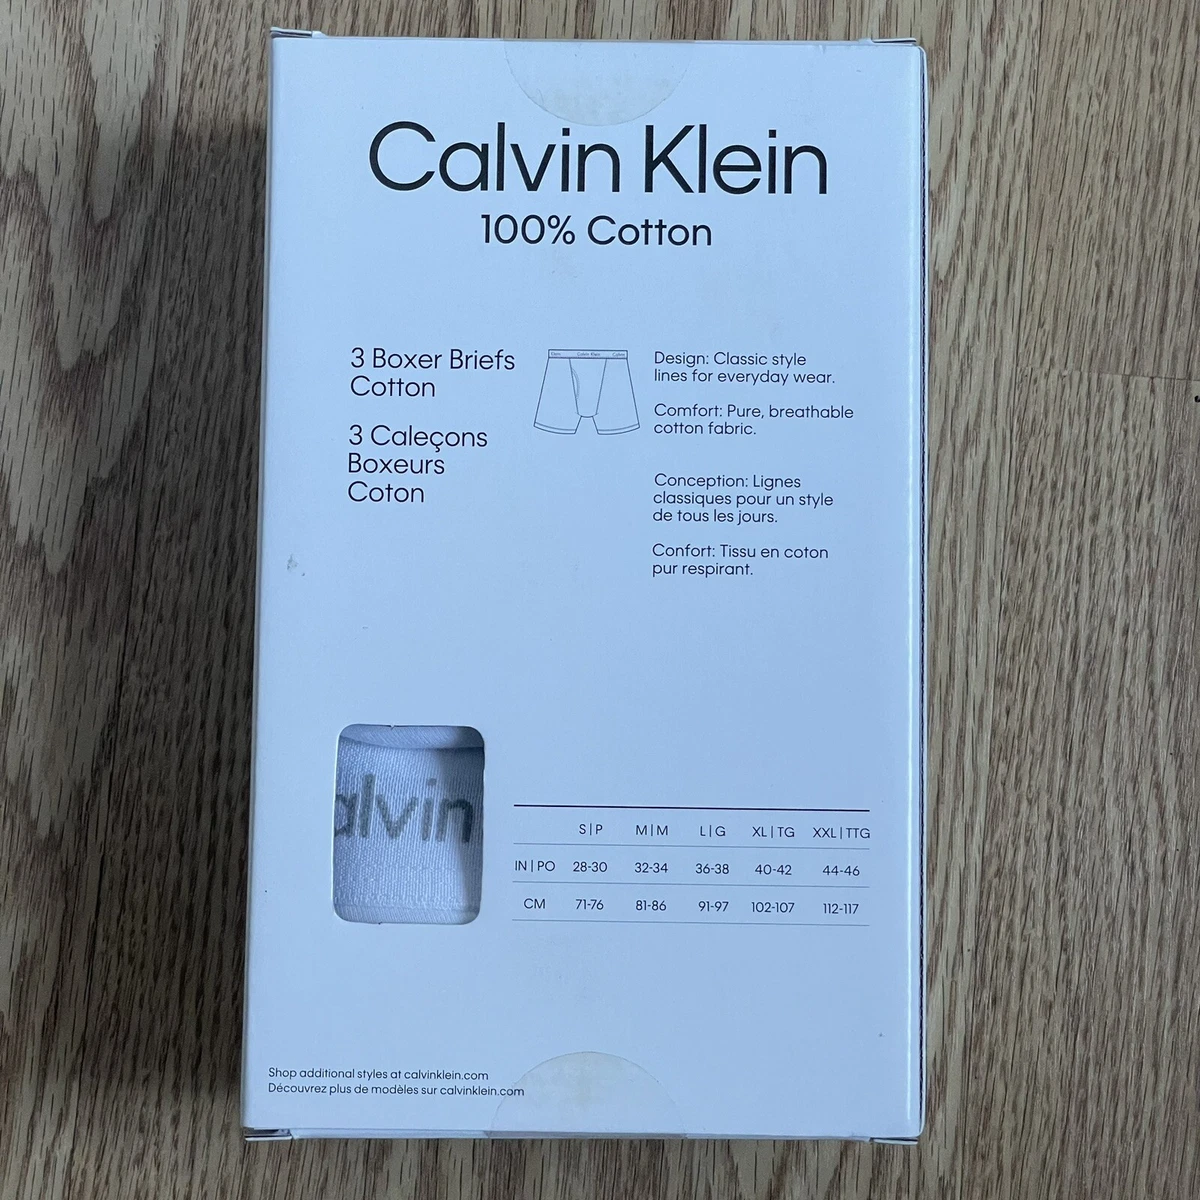 Calvin Klein
100% Cotton
3 Boxer Briefs
Cotton
3 Caleçons
Boxeurs
Coton
Calvin Klein
Design: Classic style
lines for everyday wear.
Comfort: Pure, breathable
cotton fabric.
Conception: Lignes
classiques pour un style
de tous les jours.
Confort: Tissu en coton
pur respirant.
alvin
S|P M|M L|G XL|TG XXL|TTG
IN|PO 28-30 32-34 36-38 40-42 44-46
CM 71-76 81-86 91-97 102-107 112-117
Shop additional styles at calvinklein.com
Découvrez plus de modèles sur calvinklein.com